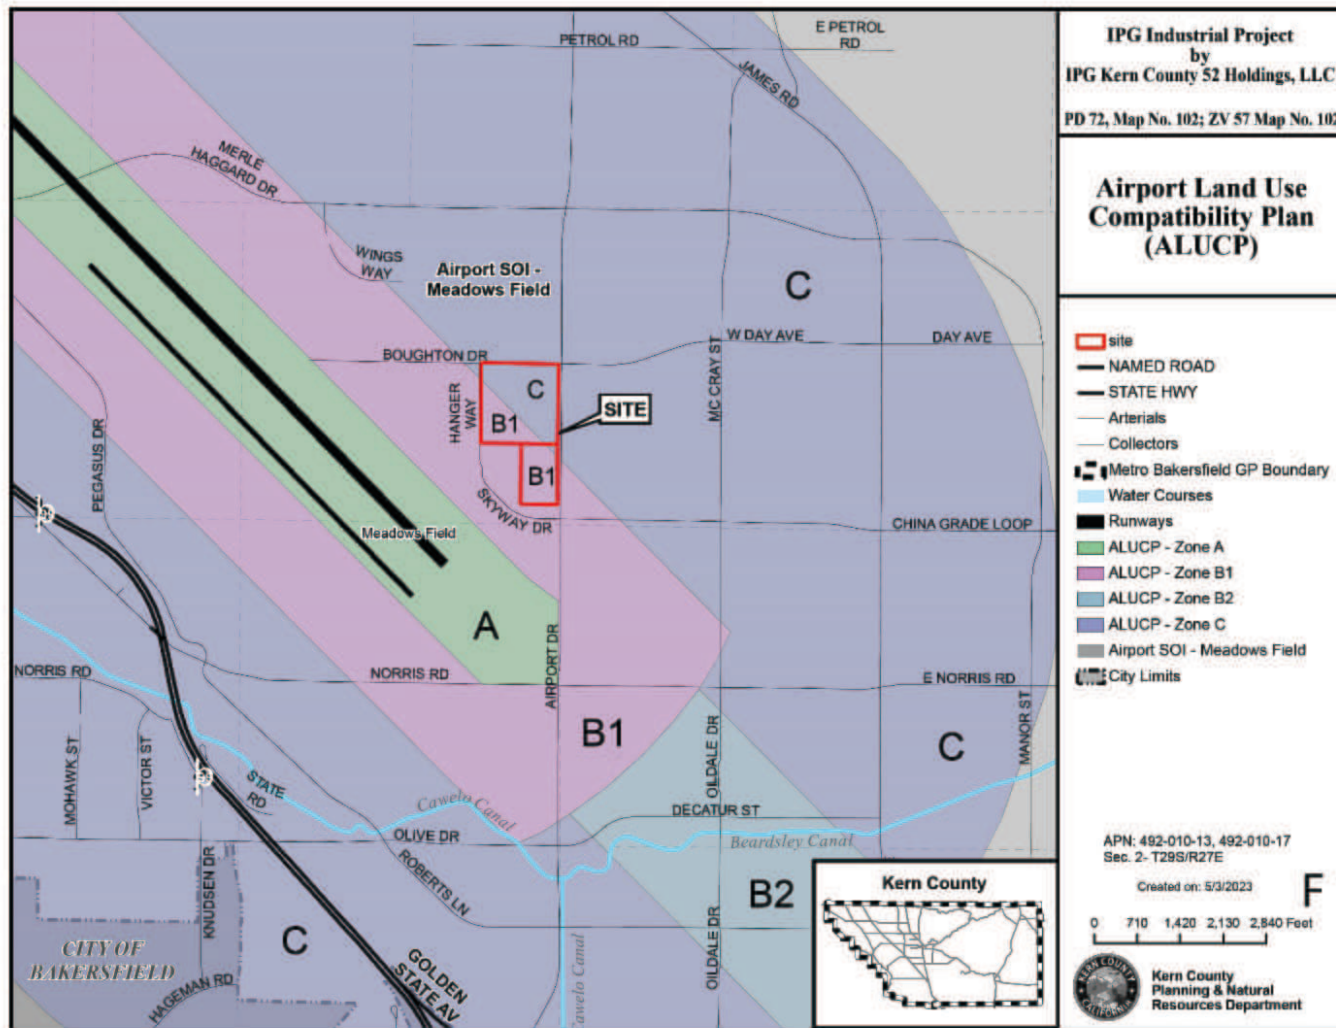 E PETROL
RD
PETROL RD
JAMES RD
MERLE
HAGGARD DR
WINGS
WAY
Airport SOI -
Meadows Field
C
BOUGHTON DR
W DAY AVE
DAY AVE
MC CRAY ST
HANGER
WAY
C
B1
SITE
B1
SKYWAY DR
CHINA GRADE LOOP
PEGASUS DR
Meadows Field
A
AIRPORT DR
NORRIS RD
NORRIS RD
E NORRIS RD
B1
OILDALE DR
C
MANOR ST
MOHAWK ST
VICTOR ST
STATE
RD
Cawelo Canal
DECATUR ST
OLIVE DR
Beardsley Canal
ROBERTS LN
KNUDSEN DR
B2
C
OILDALE DR
CITY OF
BAKERSFIELD
HAGEMAN RD
GOLDEN
STATE AV
Cawelo Canal
Kern County
IPG Industrial Project
by
IPG Kern County 52 Holdings, LLC
PD 72, Map No. 102; ZV 57 Map No. 102
Airport Land Use
Compatibility Plan
(ALUCP)
site
NAMED ROAD
STATE HWY
Arterials
Collectors
Metro Bakersfield GP Boundary
Water Courses
Runways
ALUCP - Zone A
ALUCP - Zone B1
ALUCP - Zone B2
ALUCP - Zone C
Airport SOI - Meadows Field
City Limits
APN: 492-010-13, 492-010-17
Sec. 2- T29S/R27E
Created on: 5/3/2023
F
0 710 1,420 2,130 2,840 Feet
KERN COUNTY
CALIFORNIA
Kern County
Planning & Natural
Resources Department